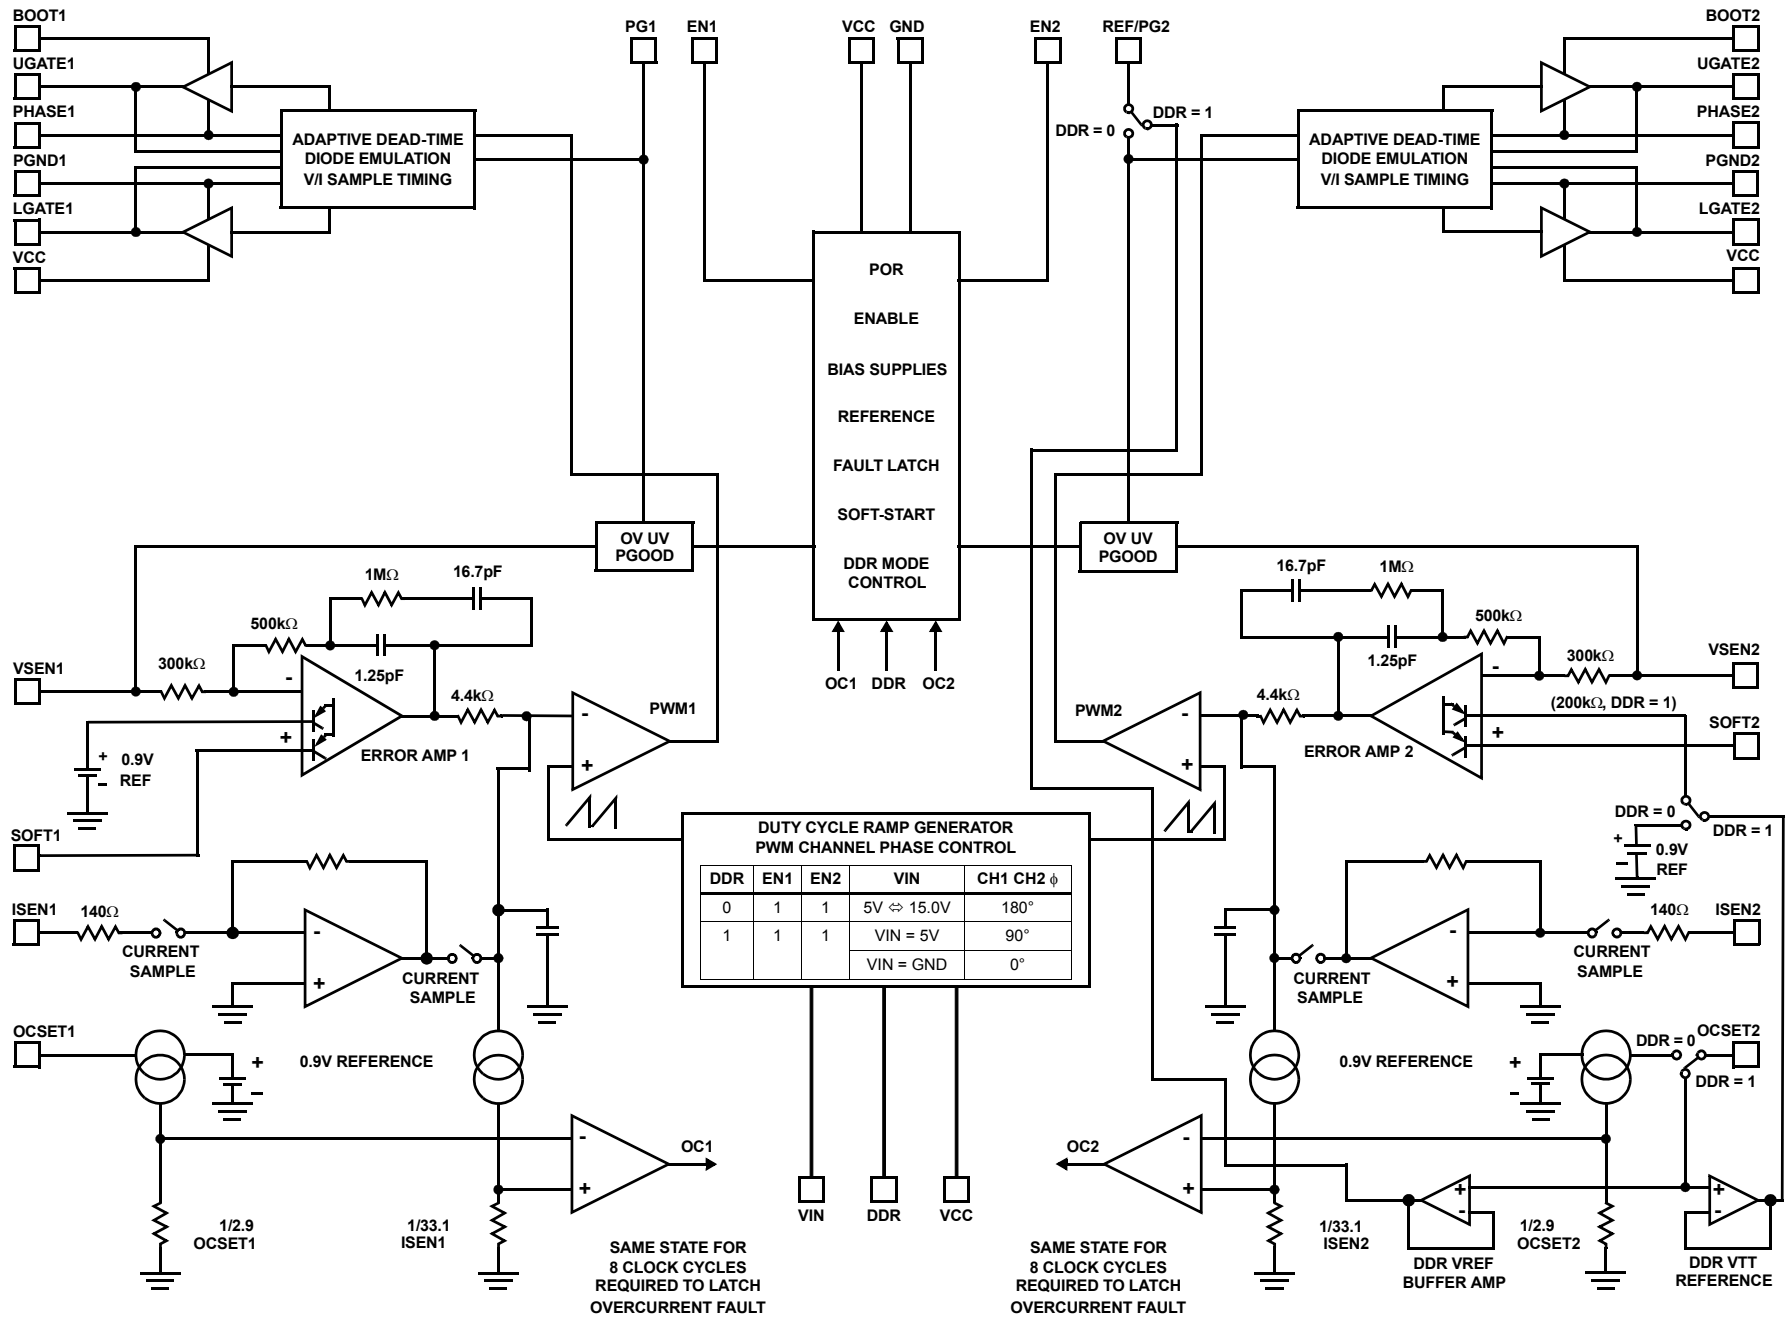 BOOT1
UGATE1
PHASE1
PGND1
LGATE1
VCC
ADAPTIVE DEAD-TIME
DIODE EMULATION
V/I SAMPLE TIMING
PG1
EN1
VCC
GND
EN2
REF/PG2
DDR = 1
DDR = 0
BOOT2
UGATE2
PHASE2
PGND2
LGATE2
VCC
ADAPTIVE DEAD-TIME
DIODE EMULATION
V/I SAMPLE TIMING
POR
ENABLE
BIAS SUPPLIES
REFERENCE
FAULT LATCH
SOFT-START
DDR MODE
CONTROL
OC1
DDR
OC2
OV UV
PGOOD
OV UV
PGOOD
1MΩ
16.7pF
500kΩ
1.25pF
300kΩ
VSEN1
-
+
4.4kΩ
ERROR AMP 1
+
-
0.9V
REF
SOFT1
PWM1
-
+
16.7pF
1MΩ
500kΩ
1.25pF
300kΩ
VSEN2
(200kΩ, DDR = 1)
SOFT2
-
+
4.4kΩ
ERROR AMP 2
PWM2
-
+
DDR = 0
DDR = 1
+
-
0.9V
REF
DUTY CYCLE RAMP GENERATOR
PWM CHANNEL PHASE CONTROL
DDR EN1 EN2 VIN CH1 CH2 ϕ
0 1 1 5V ⇔ 15.0V 180°
1 1 1 VIN = 5V 90°
VIN = GND 0°
VIN
DDR
VCC
ISEN1
140Ω
CURRENT
SAMPLE
-
+
CURRENT
SAMPLE
OCSET1
+
-
0.9V REFERENCE
-
+
OC1
1/2.9
OCSET1
1/33.1
ISEN1
SAME STATE FOR
8 CLOCK CYCLES
REQUIRED TO LATCH
OVERCURRENT FAULT
ISEN2
140Ω
CURRENT
SAMPLE
-
+
CURRENT
SAMPLE
OCSET2
DDR = 0
DDR = 1
+
-
0.9V REFERENCE
-
+
OC2
1/33.1
ISEN2
1/2.9
OCSET2
+
-
DDR VREF
BUFFER AMP
+
-
DDR VTT
REFERENCE
SAME STATE FOR
8 CLOCK CYCLES
REQUIRED TO LATCH
OVERCURRENT FAULT